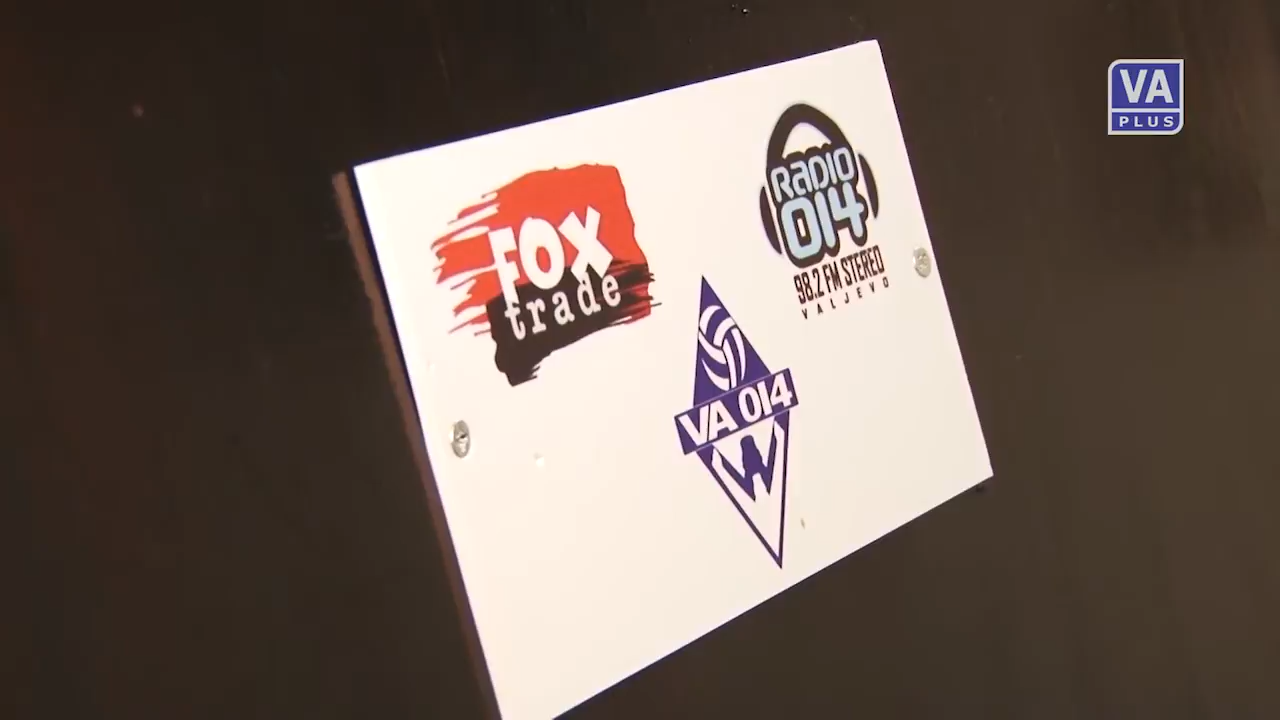 VA
PLUS
FOX
trade
RADIO
014
98.2 FM STEREO
VALJEVO
VA 014
W